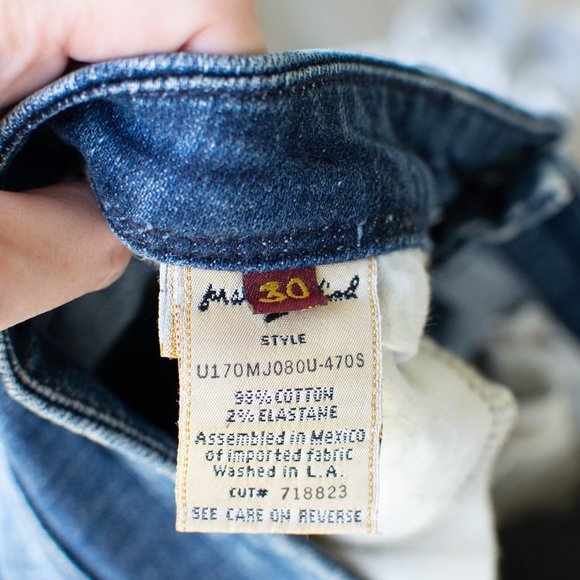 30
STYLE
U170MJ080U-470S
98% COTTON
2% ELASTANE
Assembled in Mexico
of imported fabric
Washed in L.A.
CUT# 718823
SEE CARE ON REVERSE